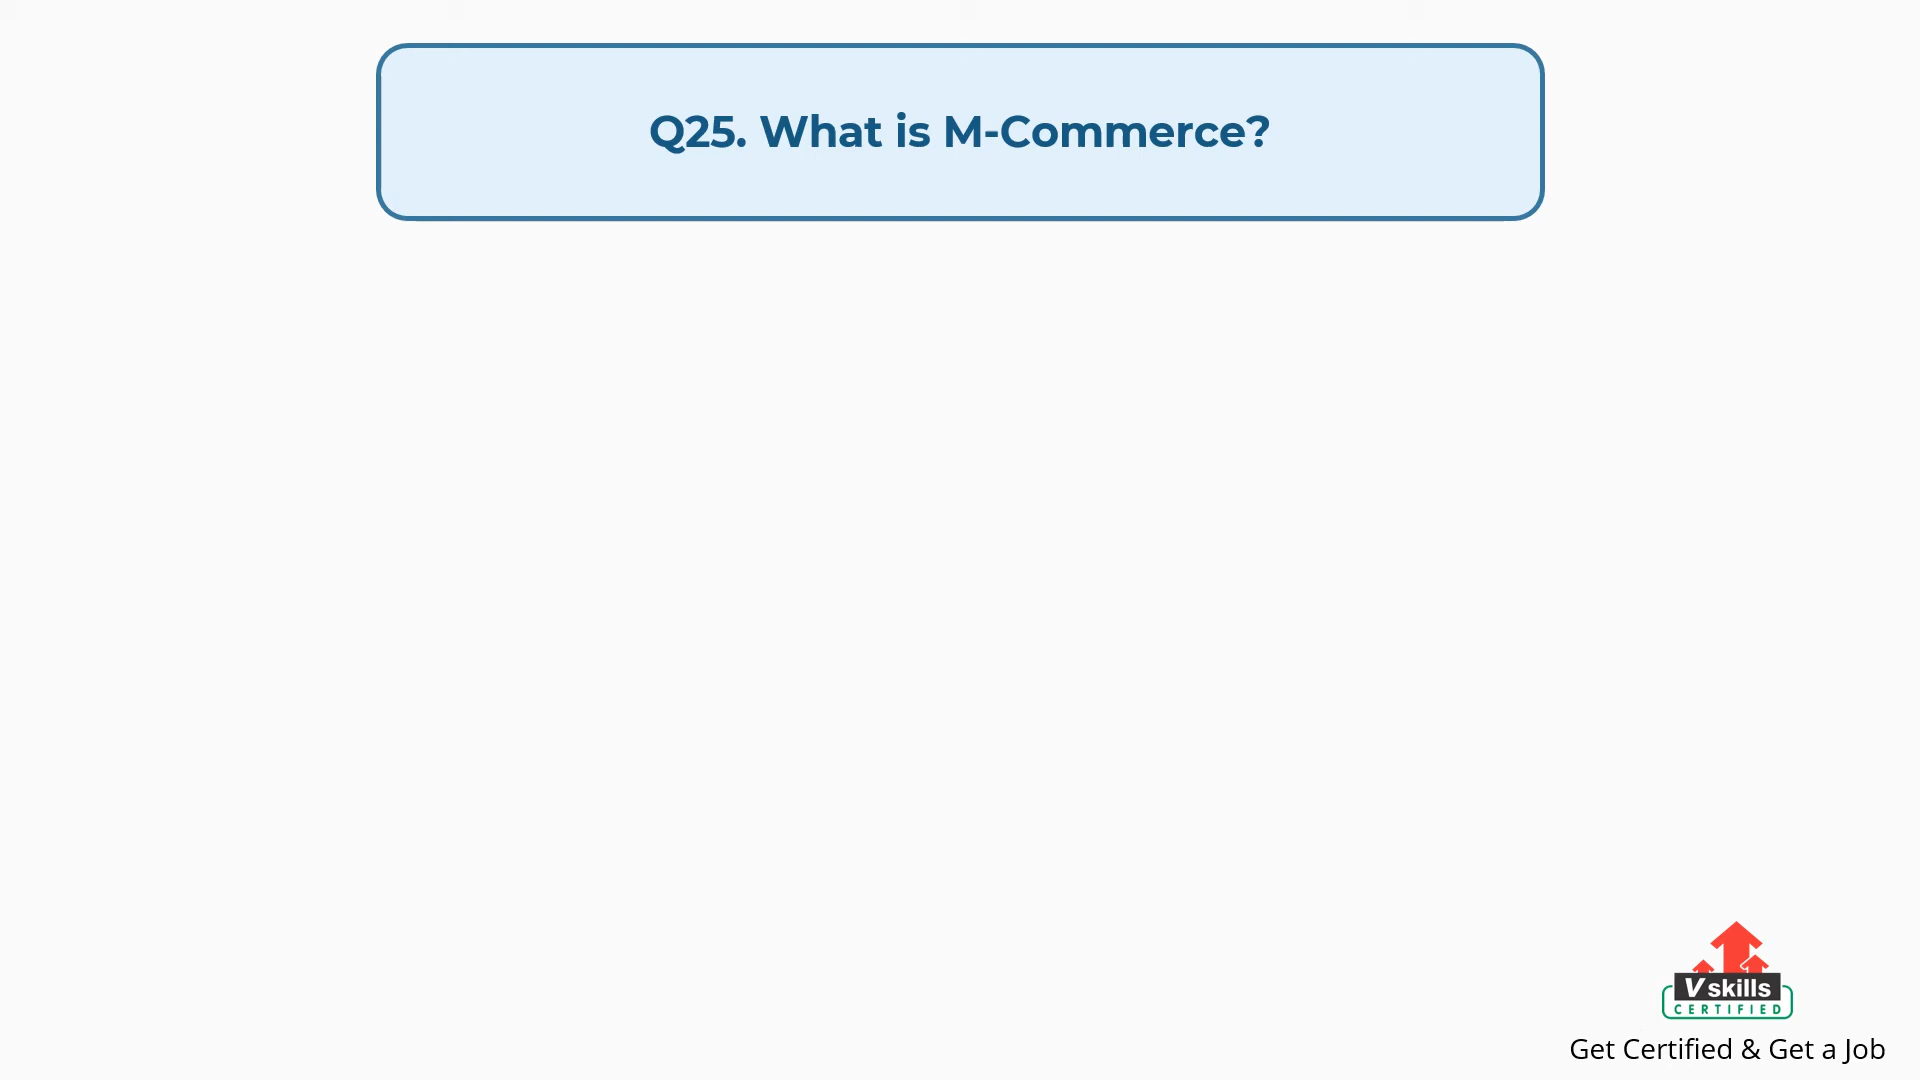 Q25. What is M-Commerce?
Vskills
CERTIFIED
Get Certified & Get a Job